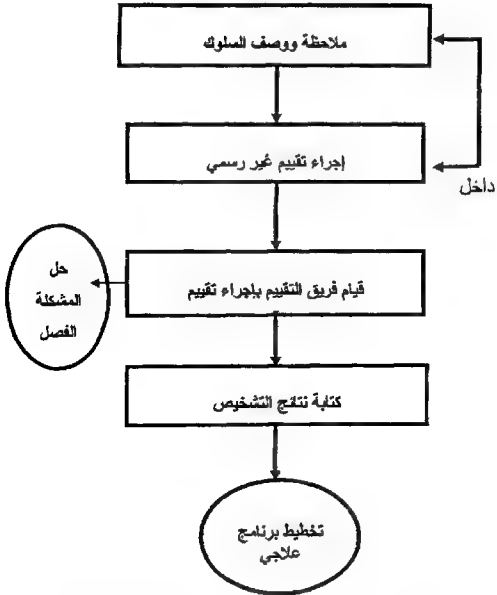 ملاحظة ووصف السلوك
إجراء تقييم غير رسمي
داخل
قيام فريق التقييم بإجراء تقييم
حل
المشكلة
الفصل
كتابة نتائج التشخيص
تخطيط برنامج
علاجي